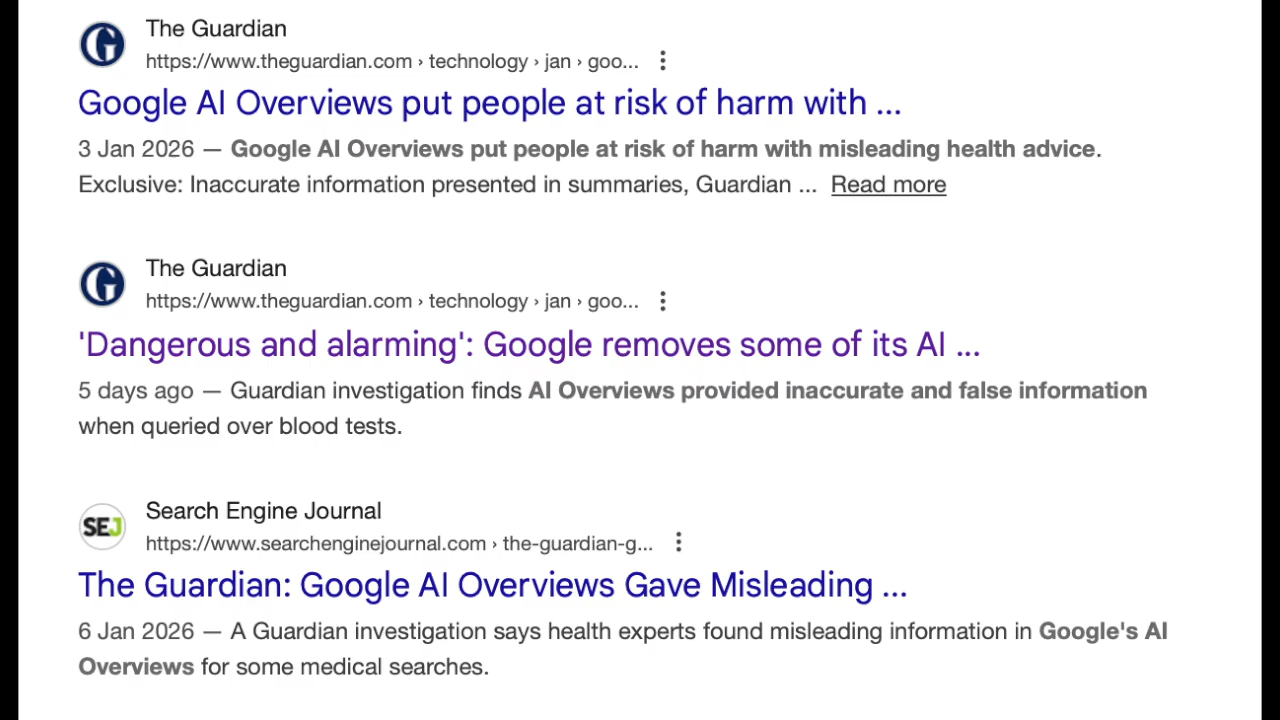 The Guardian
https://www.theguardian.com › technology › jan › goo...
Google AI Overviews put people at risk of harm with ...
3 Jan 2026 — Google AI Overviews put people at risk of harm with misleading health advice.
Exclusive: Inaccurate information presented in summaries, Guardian ... Read more
The Guardian
https://www.theguardian.com › technology › jan › goo...
'Dangerous and alarming': Google removes some of its AI ...
5 days ago — Guardian investigation finds AI Overviews provided inaccurate and false information
when queried over blood tests.
SEJ
Search Engine Journal
https://www.searchenginejournal.com › the-guardian-g...
The Guardian: Google AI Overviews Gave Misleading ...
6 Jan 2026 — A Guardian investigation says health experts found misleading information in Google's AI
Overviews for some medical searches.